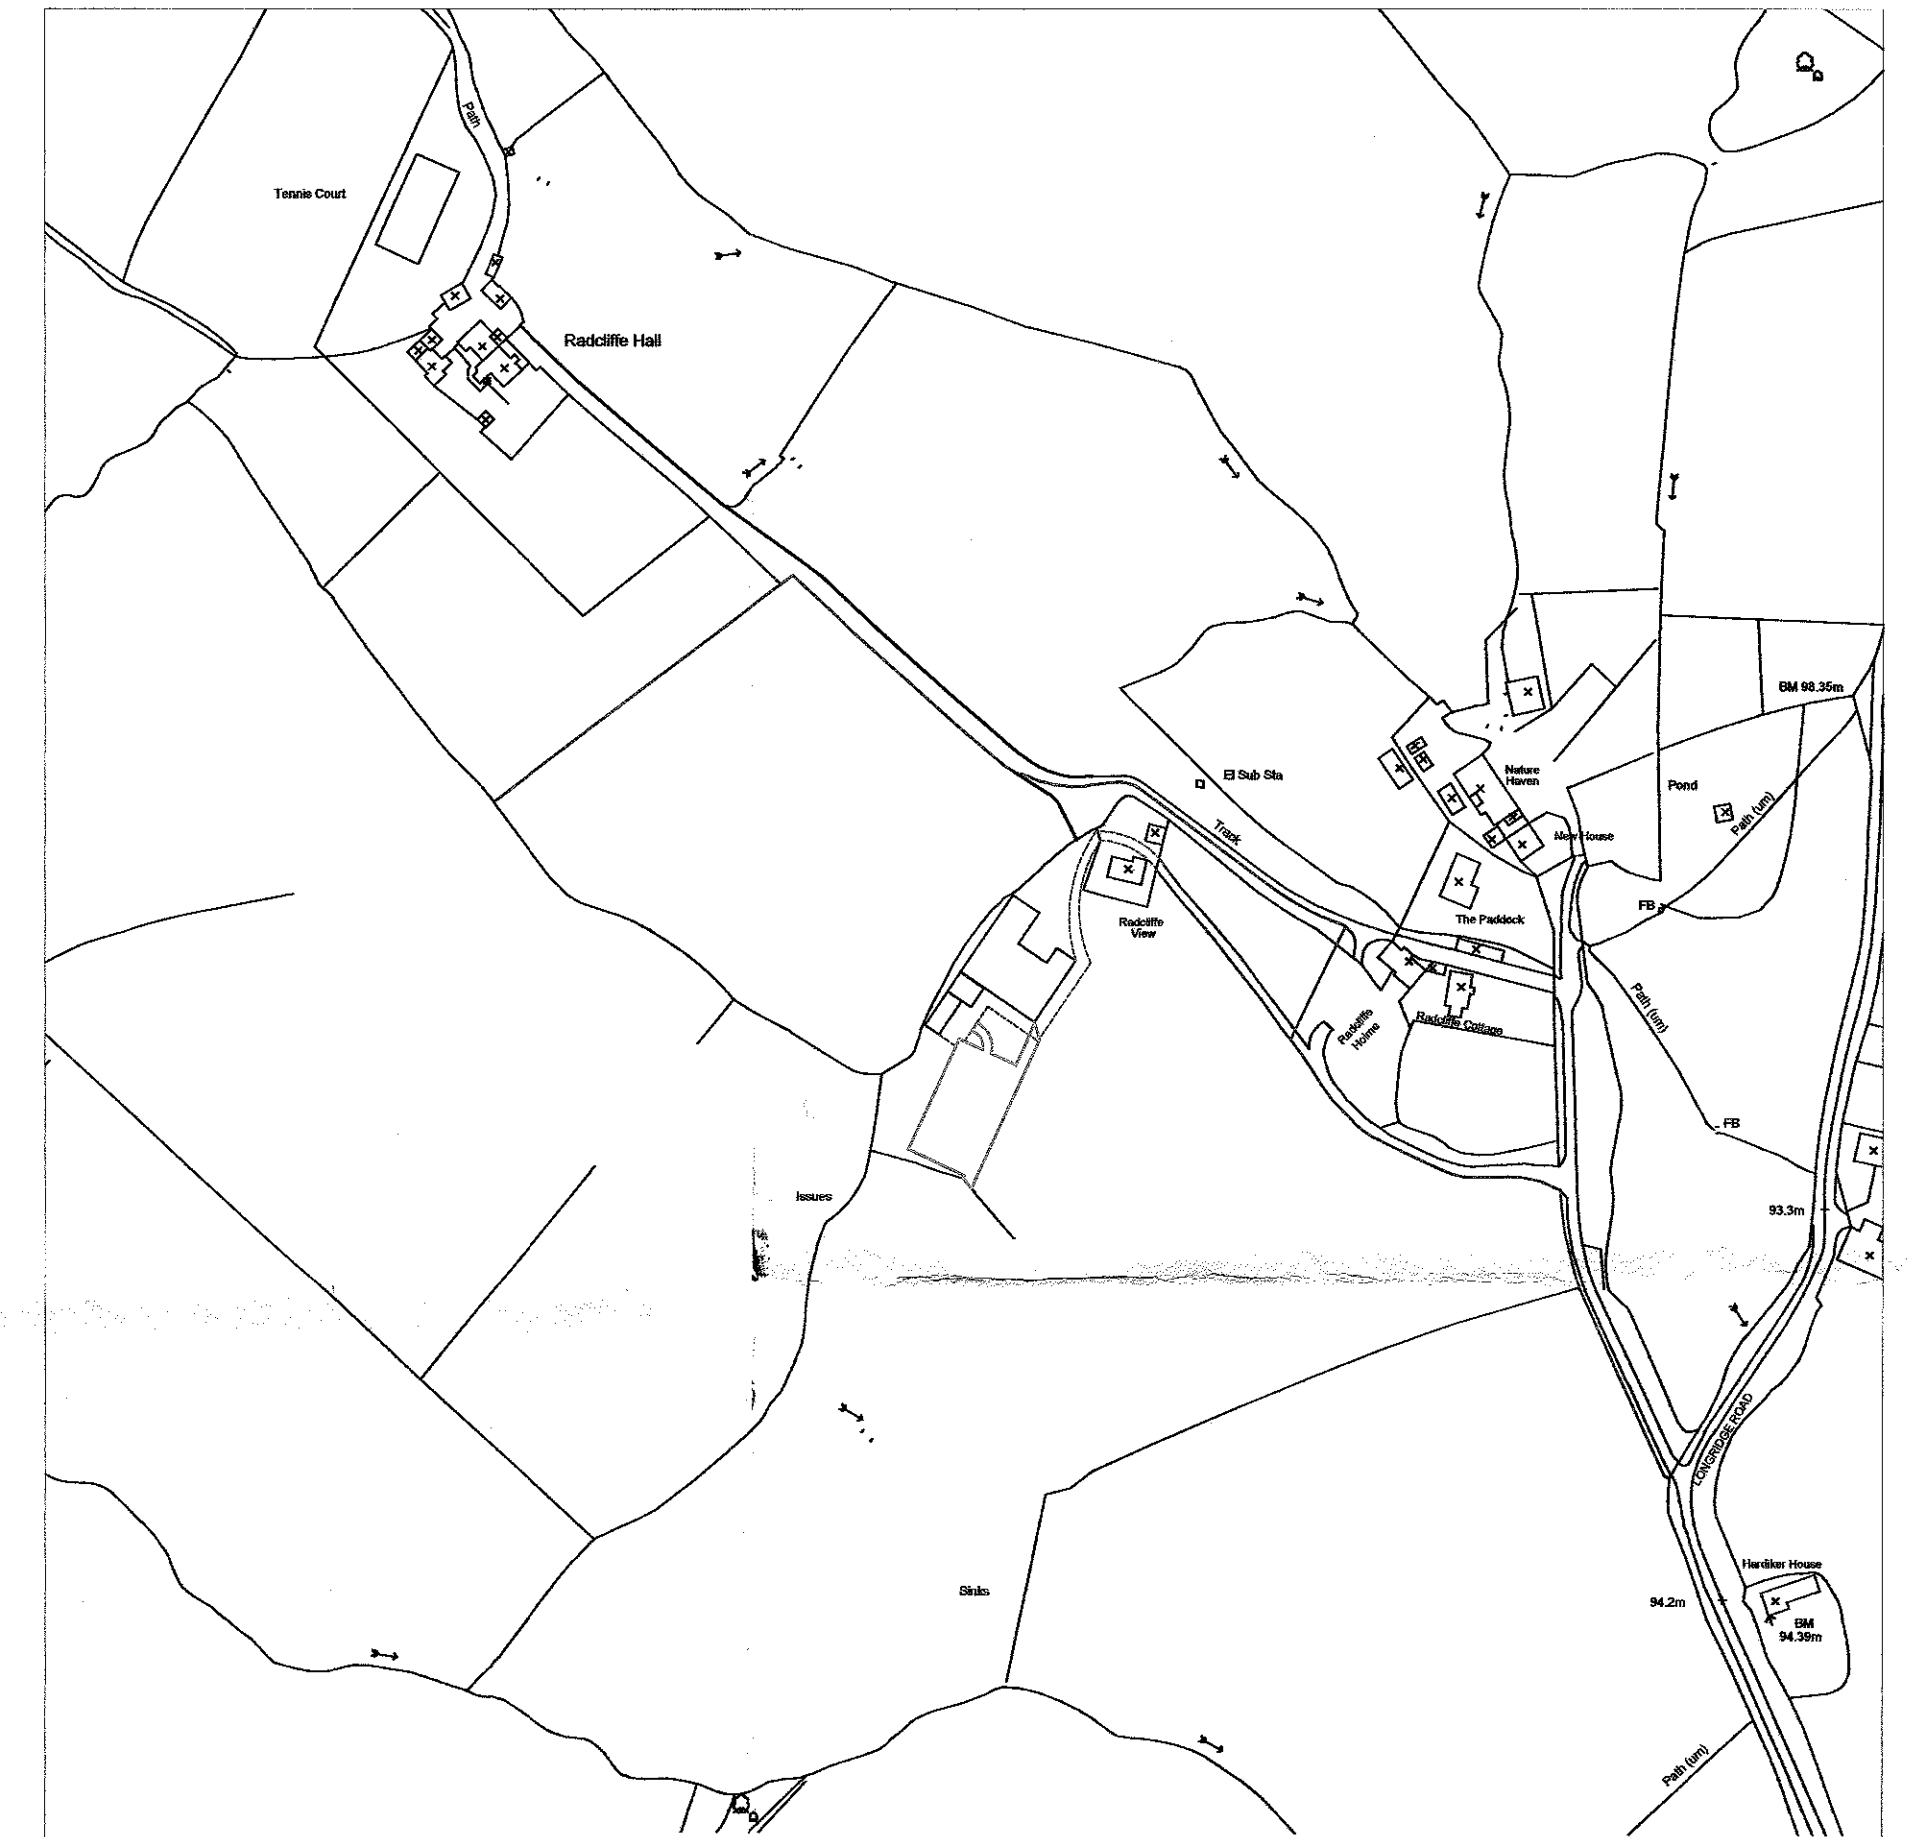 Path
Tennis Court
Radcliffe Hall
BM 98.35m
El Sub Sta
Nature
Haven
Pond
Path (um)
Track
New House
FB
The Paddock
Radcliffe
View
Path (um)
Radcliffe
Holme
Radcliffe Cottage
FB
Issues
93.3m
LONGRIDGE ROAD
Hardiker House
Sinks
94.2m
BM
94.39m
Path (um)